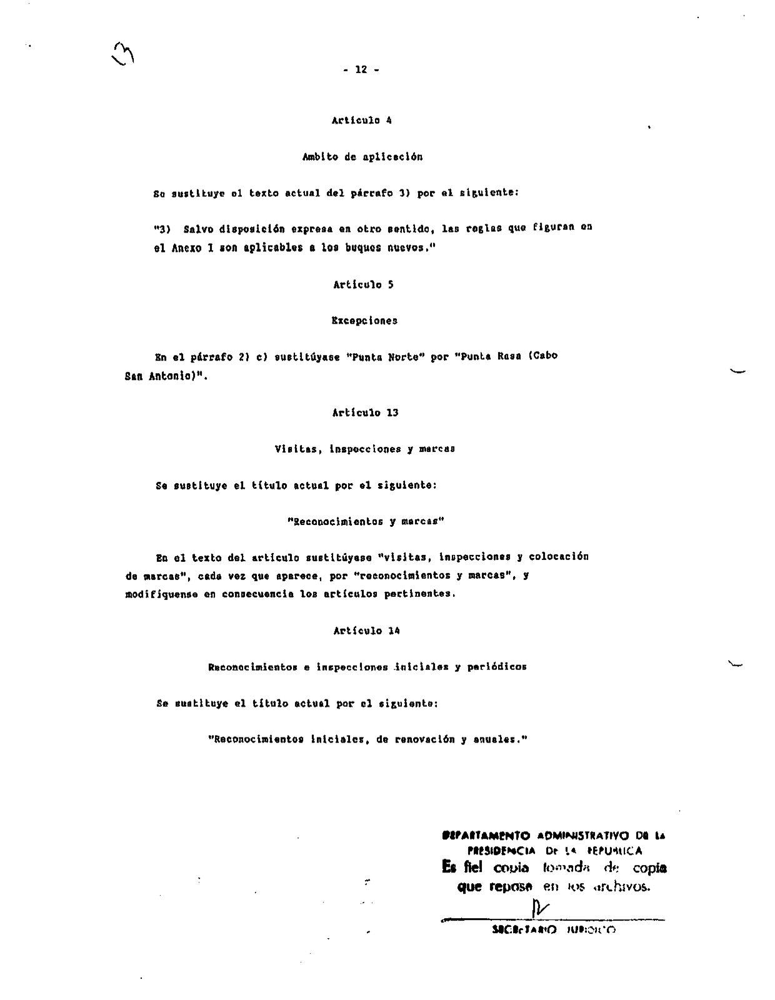 - 12 -
Artículo 4
Ambito de aplicación
Se sustituye el texto actual del párrafo 3) por el siguiente:
"3) Salvo disposición expresa en otro sentido, las reglas que figuran en
el Anexo 1 son aplicables a los buques nuevos."
Artículo 5
Excepciones
En el párrafo 2) c) sustitúyase "Punta Norte" por "Punta Rasa (Cabo
San Antonio)".
Artículo 13
Visitas, inspecciones y marcas
Se sustituye el título actual por el siguiente:
"Reconocimientos y marcas"
En el texto del artículo sustitúyase "visitas, inspecciones y colocación
de marcas", cada vez que aparece, por "reconocimientos y marcas", y
modifíquense en consecuencia los artículos pertinentes.
Artículo 14
Reconocimientos e inspecciones iniciales y periódicos
Se sustituye el título actual por el siguiente:
"Reconocimientos iniciales, de renovación y anuales."
DEPARTAMENTO ADMINISTRATIVO DE LA
PRESIDENCIA DE LA REPUBLICA
Es fiel copia tomada de copia
que reposa en los archivos.
SECRETARIO JURIDICO